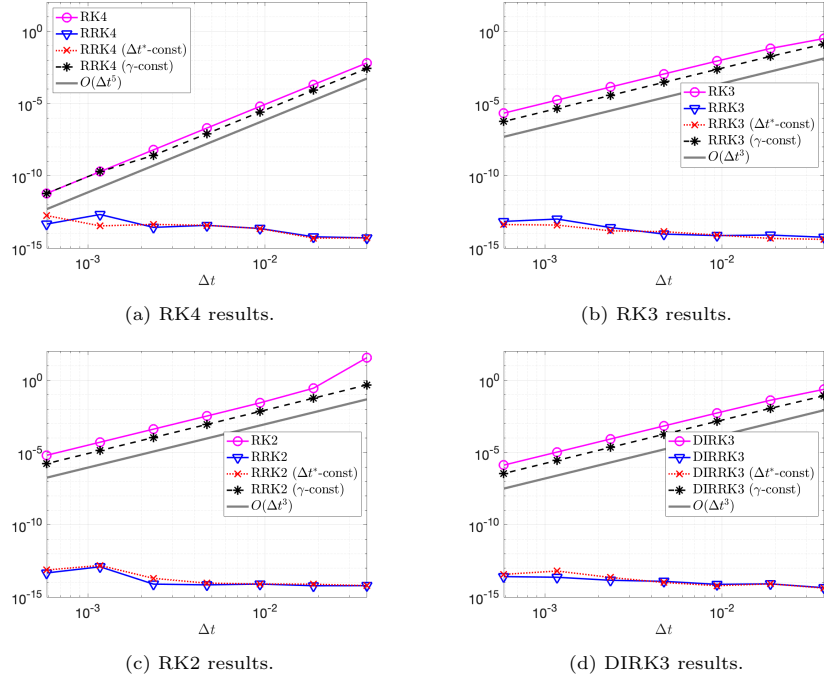 10^0
10^-5
10^-10
10^-15
10^-3
10^-2
Δt
RK4
RRK4
RRK4 (Δt*-const)
RRK4 (γ-const)
O(Δt^5)
(a) RK4 results.
10^0
10^-5
10^-10
10^-15
10^-3
10^-2
Δt
RK3
RRK3
RRK3 (Δt*-const)
RRK3 (γ-const)
O(Δt^3)
(b) RK3 results.
10^0
10^-5
10^-10
10^-15
10^-3
10^-2
Δt
RK2
RRK2
RRK2 (Δt*-const)
RRK2 (γ-const)
O(Δt^3)
(c) RK2 results.
10^0
10^-5
10^-10
10^-15
10^-3
10^-2
Δt
DIRK3
DIRRK3
DIRRK3 (Δt*-const)
DIRRK3 (γ-const)
O(Δt^3)
(d) DIRK3 results.